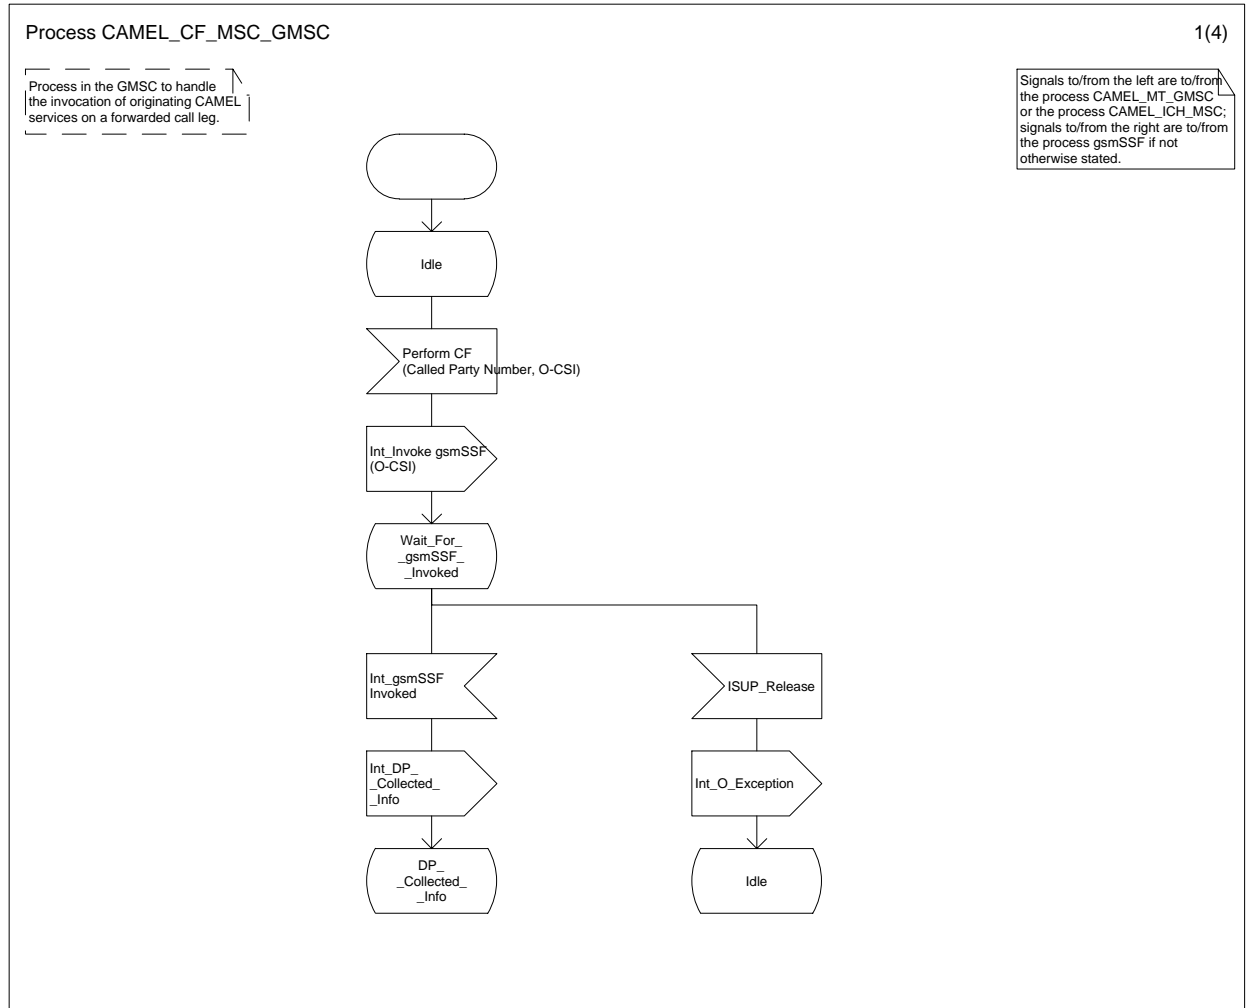 Process CAMEL_CF_MSC_GMSC
1(4)
Process in the GMSC to handle
the invocation of originating CAMEL
services on a forwarded call leg.
Signals to/from the left are to/from
the process CAMEL_MT_GMSC
or the process CAMEL_ICH_MSC;
signals to/from the right are to/from
the process gsmSSF if not
otherwise stated.
Idle
Perform CF
(Called Party Number, O-CSI)
Int_Invoke gsmSSF
(O-CSI)
Wait_For_
_gsmSSF_
_Invoked
Int_gsmSSF
Invoked
ISUP_Release
Int_DP_
_Collected_
_Info
Int_O_Exception
DP_
_Collected_
_Info
Idle